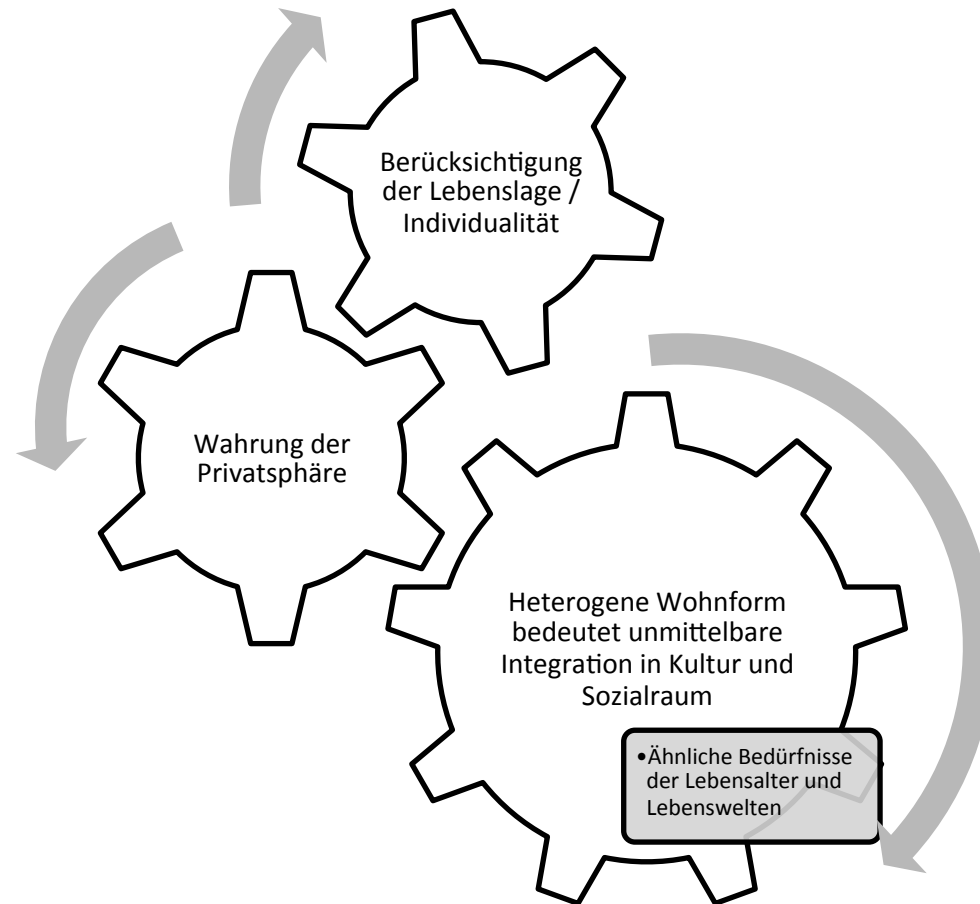 Berücksichtigung
der Lebenslage /
Individualität
Wahrung der
Privatsphäre
Heterogene Wohnform
bedeutet unmittelbare
Integration in Kultur und
Sozialraum
•Ähnliche Bedürfnisse
der Lebensalter und
Lebenswelten